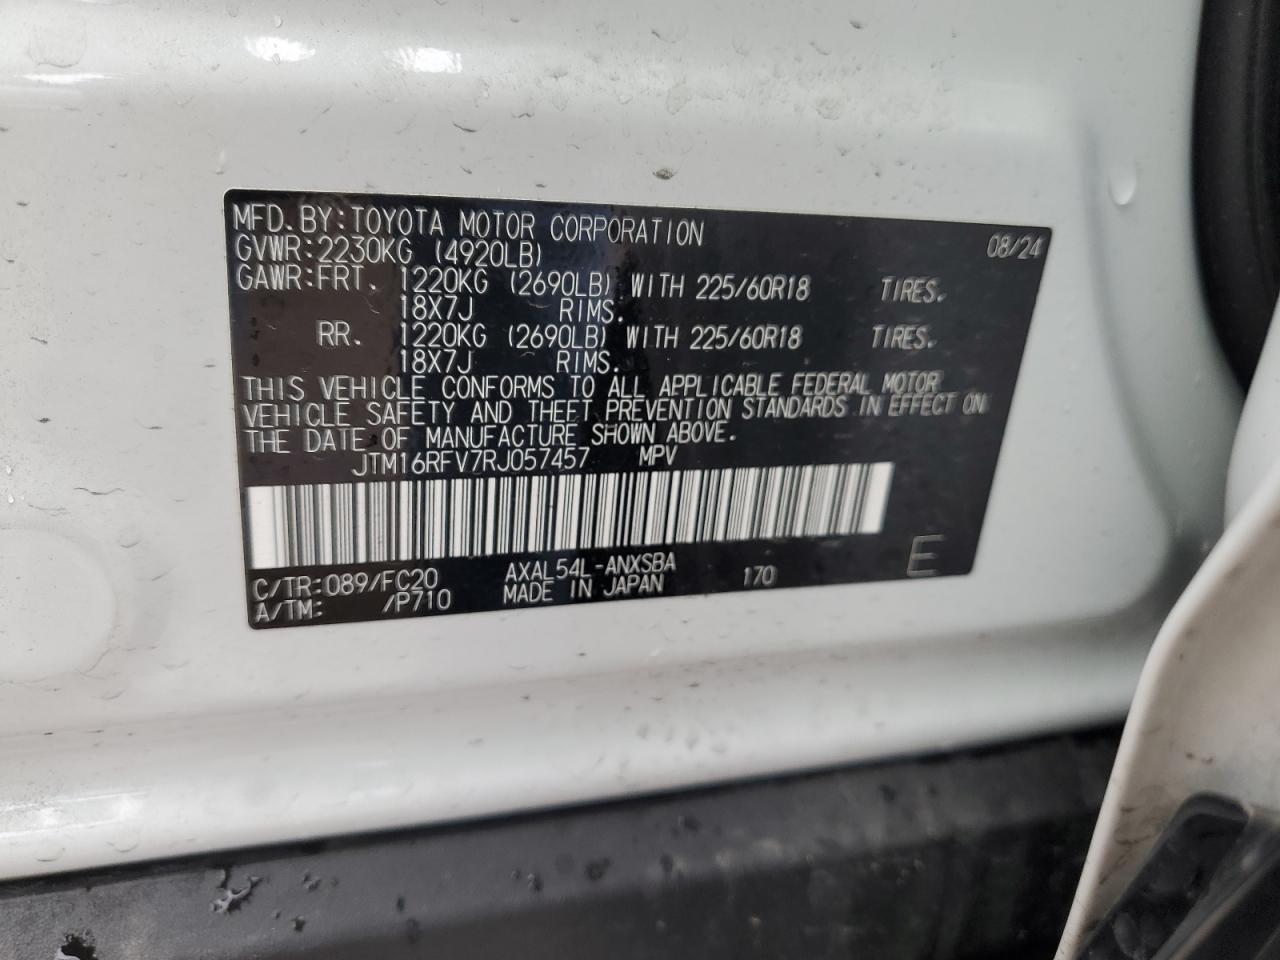 MFD. BY: TOYOTA MOTOR CORPORATION 08/24
GVWR: 2230KG (4920LB)
GAWR: FRT. 1220KG (2690LB) WITH 225/60R18 TIRES.
18X7J RIMS.
RR. 1220KG (2690LB) WITH 225/60R18 TIRES.
18X7J RIMS.
THIS VEHICLE CONFORMS TO ALL APPLICABLE FEDERAL MOTOR
VEHICLE SAFETY AND THEFT PREVENTION STANDARDS IN EFFECT ON
THE DATE OF MANUFACTURE SHOWN ABOVE.
JTM16RFV7RJ057457 MPV
C/TR: 089/FC20 AXAL54L-ANXSBA 170 E
A/TM: /P710 MADE IN JAPAN